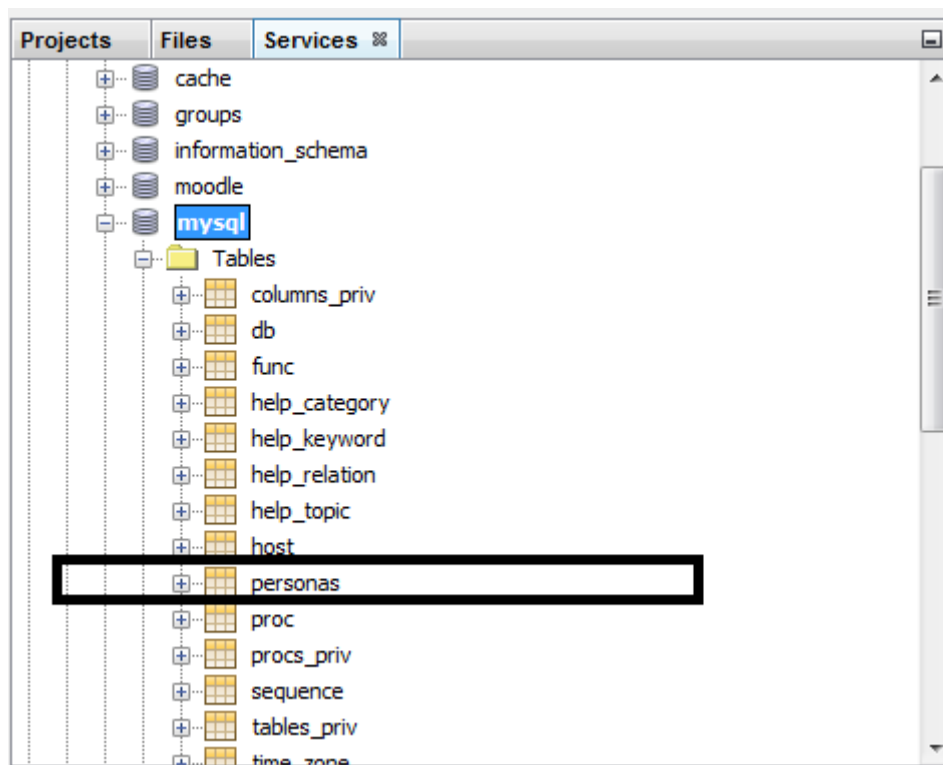 Projects Files Services
cache
groups
information_schema
moodle
mysql
Tables
columns_priv
db
func
help_category
help_keyword
help_relation
help_topic
host
personas
proc
procs_priv
sequence
tables_priv
time_zone